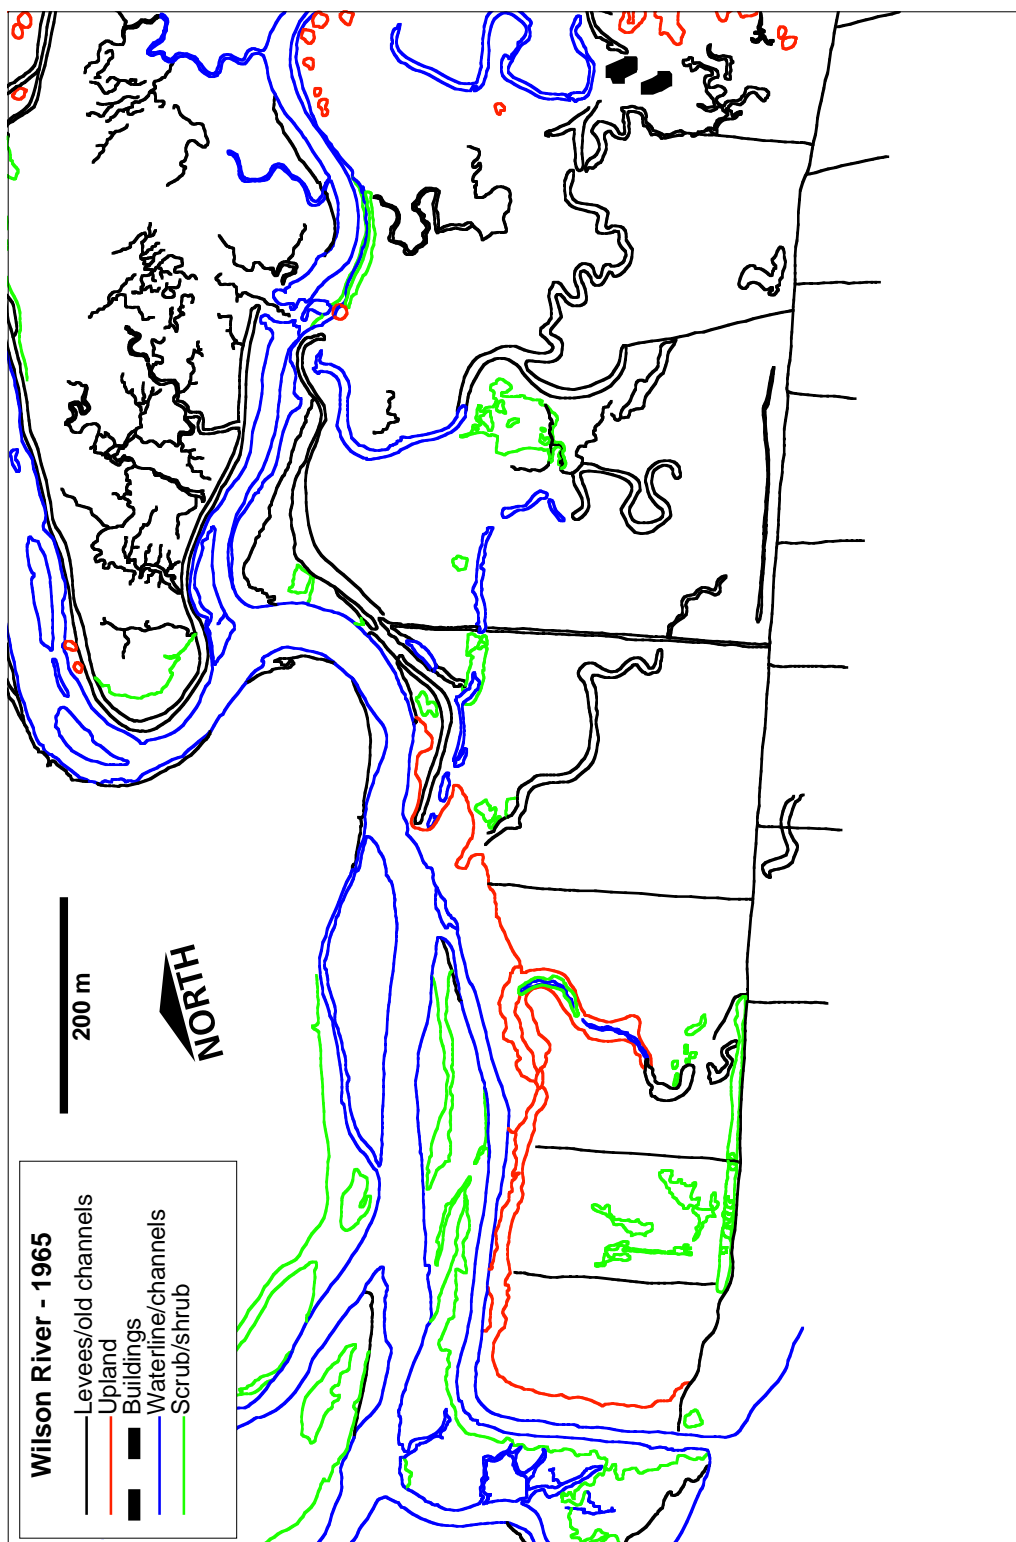 Wilson River - 1965
Levees/old channels
Upland
Buildings
Waterline/channels
Scrub/shrub
200 m
NORTH